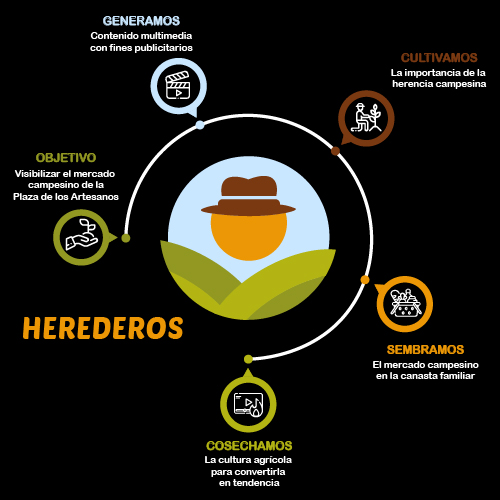 GENERAMOS
Contenido multimedia
con fines publicitarios
CULTIVAMOS
La importancia de la
herencia campesina
OBJETIVO
Visibilizar el mercado
campesino de la
Plaza de los Artesanos
HEREDEROS
SEMBRAMOS
El mercado campesino
en la canasta familiar
COSECHAMOS
La cultura agrícola
para convertirla
en tendencia